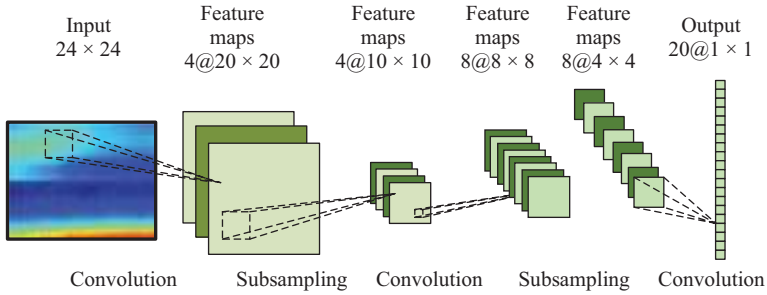 Input
24 × 24
Feature
maps
4@20 × 20
Feature
maps
4@10 × 10
Feature
maps
8@8 × 8
Feature
maps
8@4 × 4
Output
20@1 × 1
Convolution
Subsampling
Convolution
Subsampling
Convolution